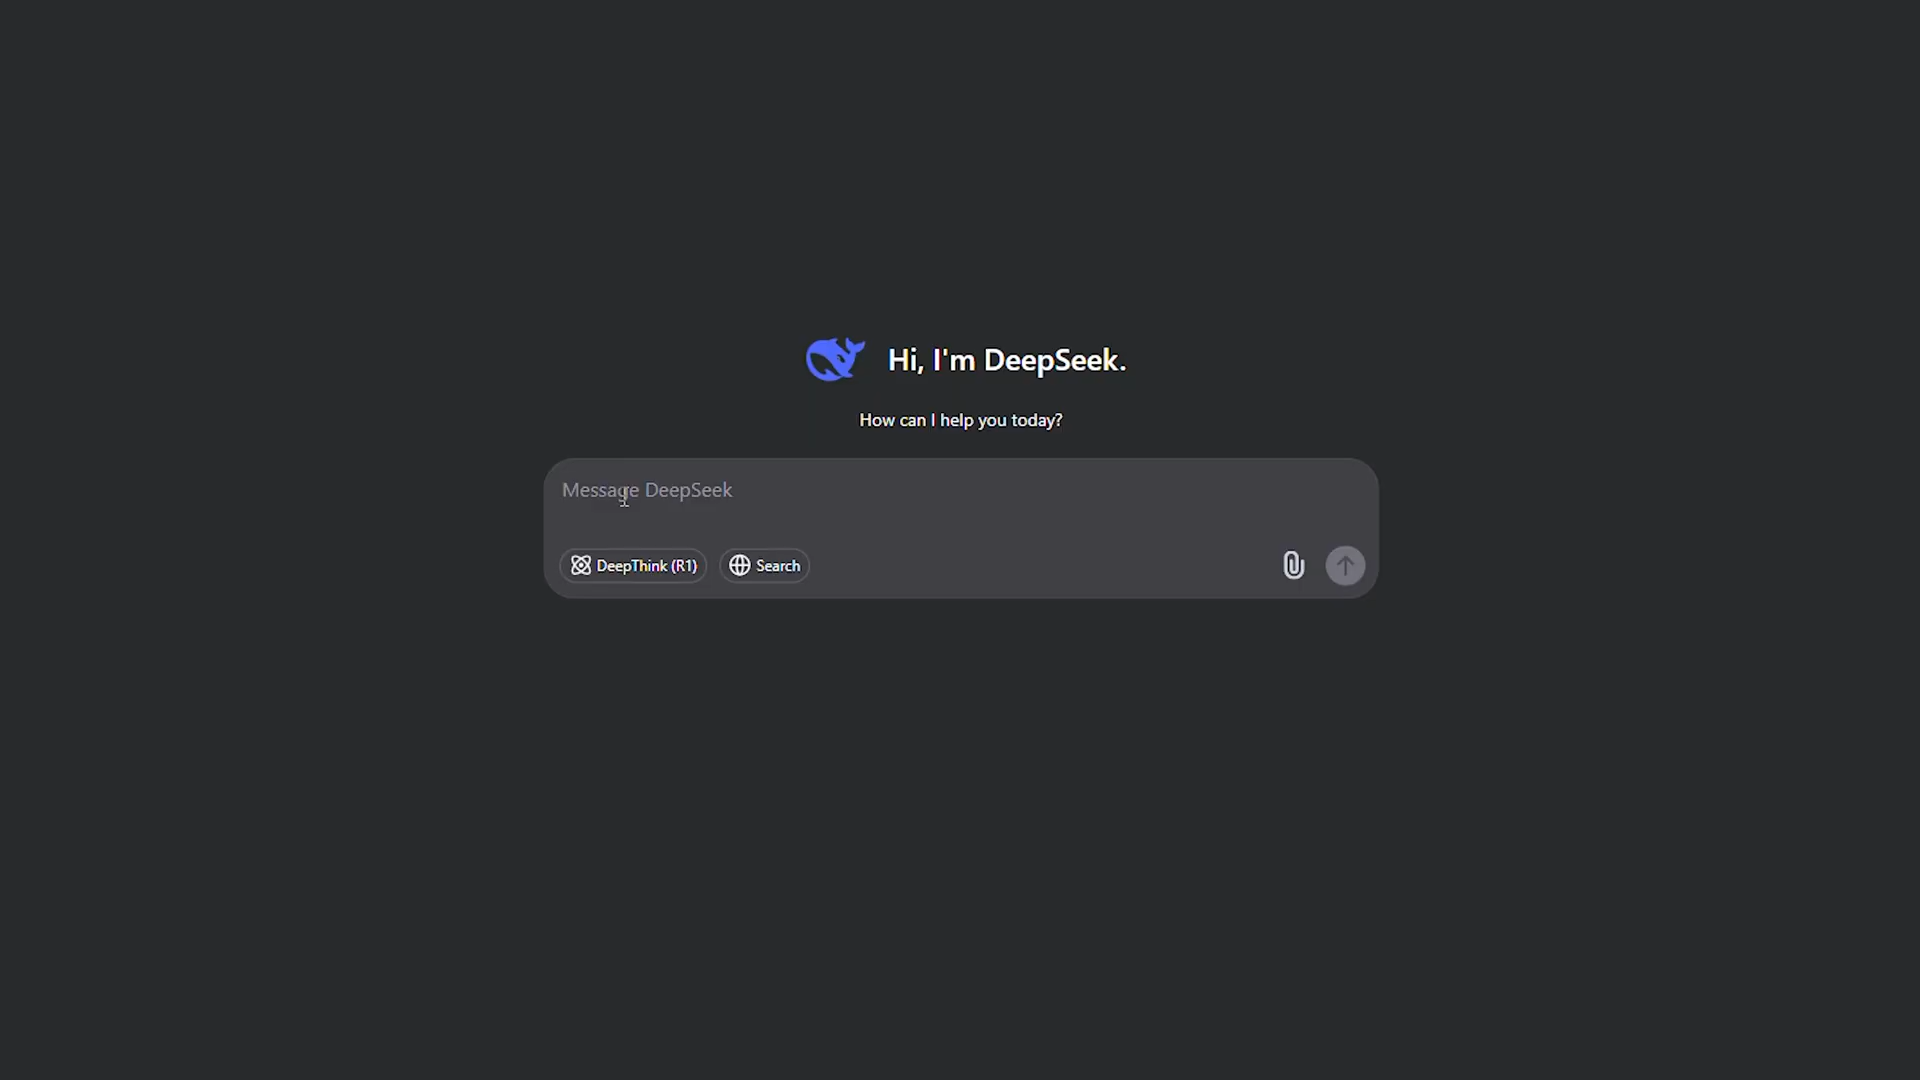 Hi, I'm DeepSeek.
How can I help you today?
Message DeepSeek
DeepThink (R1) Search